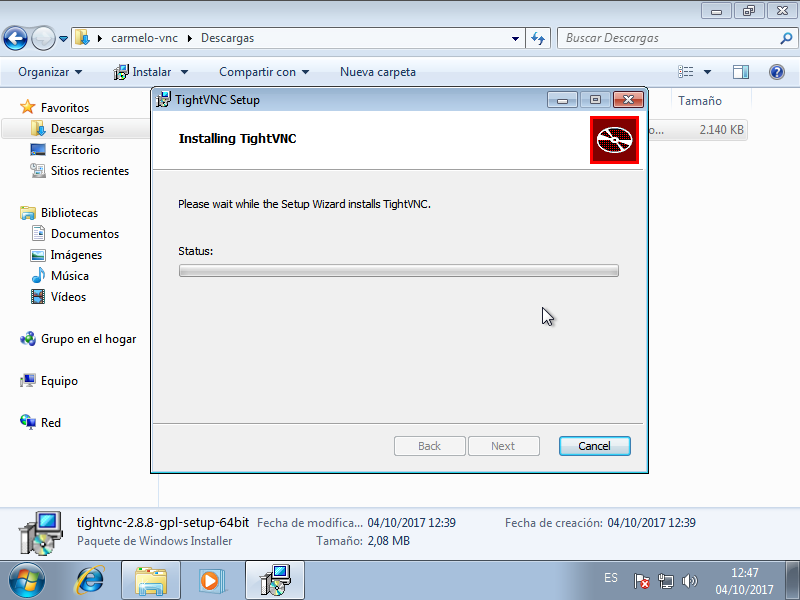 carmelo-vnc Descargas
Buscar Descargas
Organizar Instalar Compartir con Nueva carpeta
Favoritos
Descargas
Escritorio
Sitios recientes
Bibliotecas
Documentos
Imágenes
Música
Vídeos
Grupo en el hogar
Equipo
Red
Tamaño
o... 2.140 KB
TightVNC Setup
Installing TightVNC
Please wait while the Setup Wizard installs TightVNC.
Status:
Back Next Cancel
tightvnc-2.8.8-gpl-setup-64bit Fecha de modifica... 04/10/2017 12:39 Fecha de creación: 04/10/2017 12:39
Paquete de Windows Installer Tamaño: 2,08 MB
ES 12:47
04/10/2017